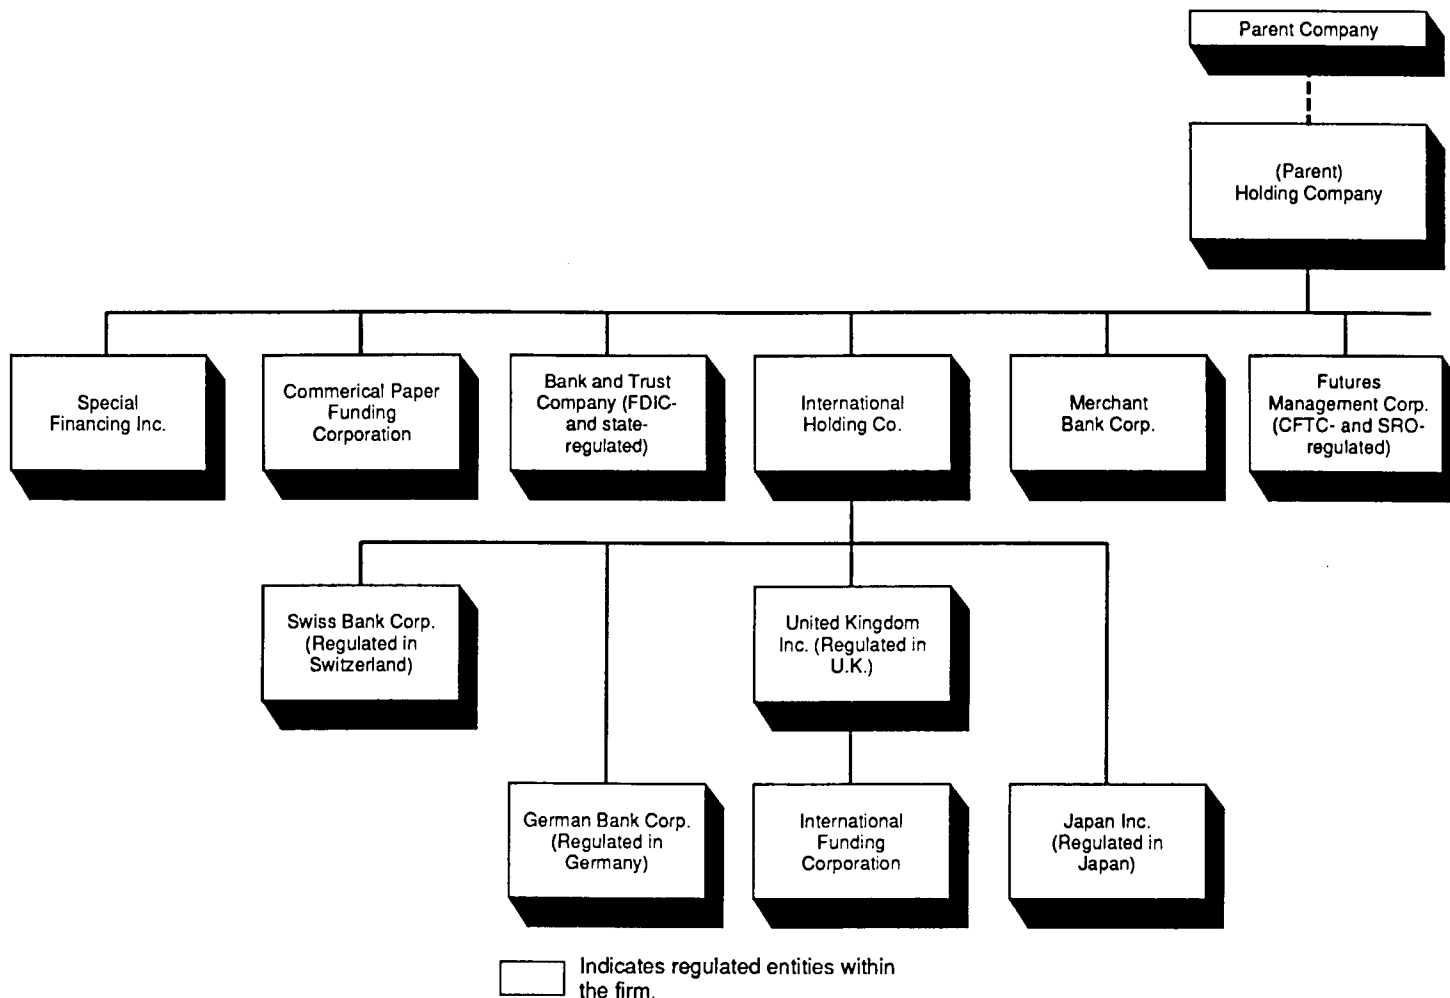 Parent Company
(Parent)
Holding Company
Special
Financing Inc.
Commerical Paper
Funding
Corporation
Bank and Trust
Company (FDIC-
and state-
regulated)
International
Holding Co.
Merchant
Bank Corp.
Futures
Management Corp.
(CFTC- and SRO-
regulated)
Swiss Bank Corp.
(Regulated in
Switzerland)
United Kingdom
Inc. (Regulated in
U.K.)
German Bank Corp.
(Regulated in
Germany)
International
Funding
Corporation
Japan Inc.
(Regulated in
Japan)
Indicates regulated entities within
the firm.